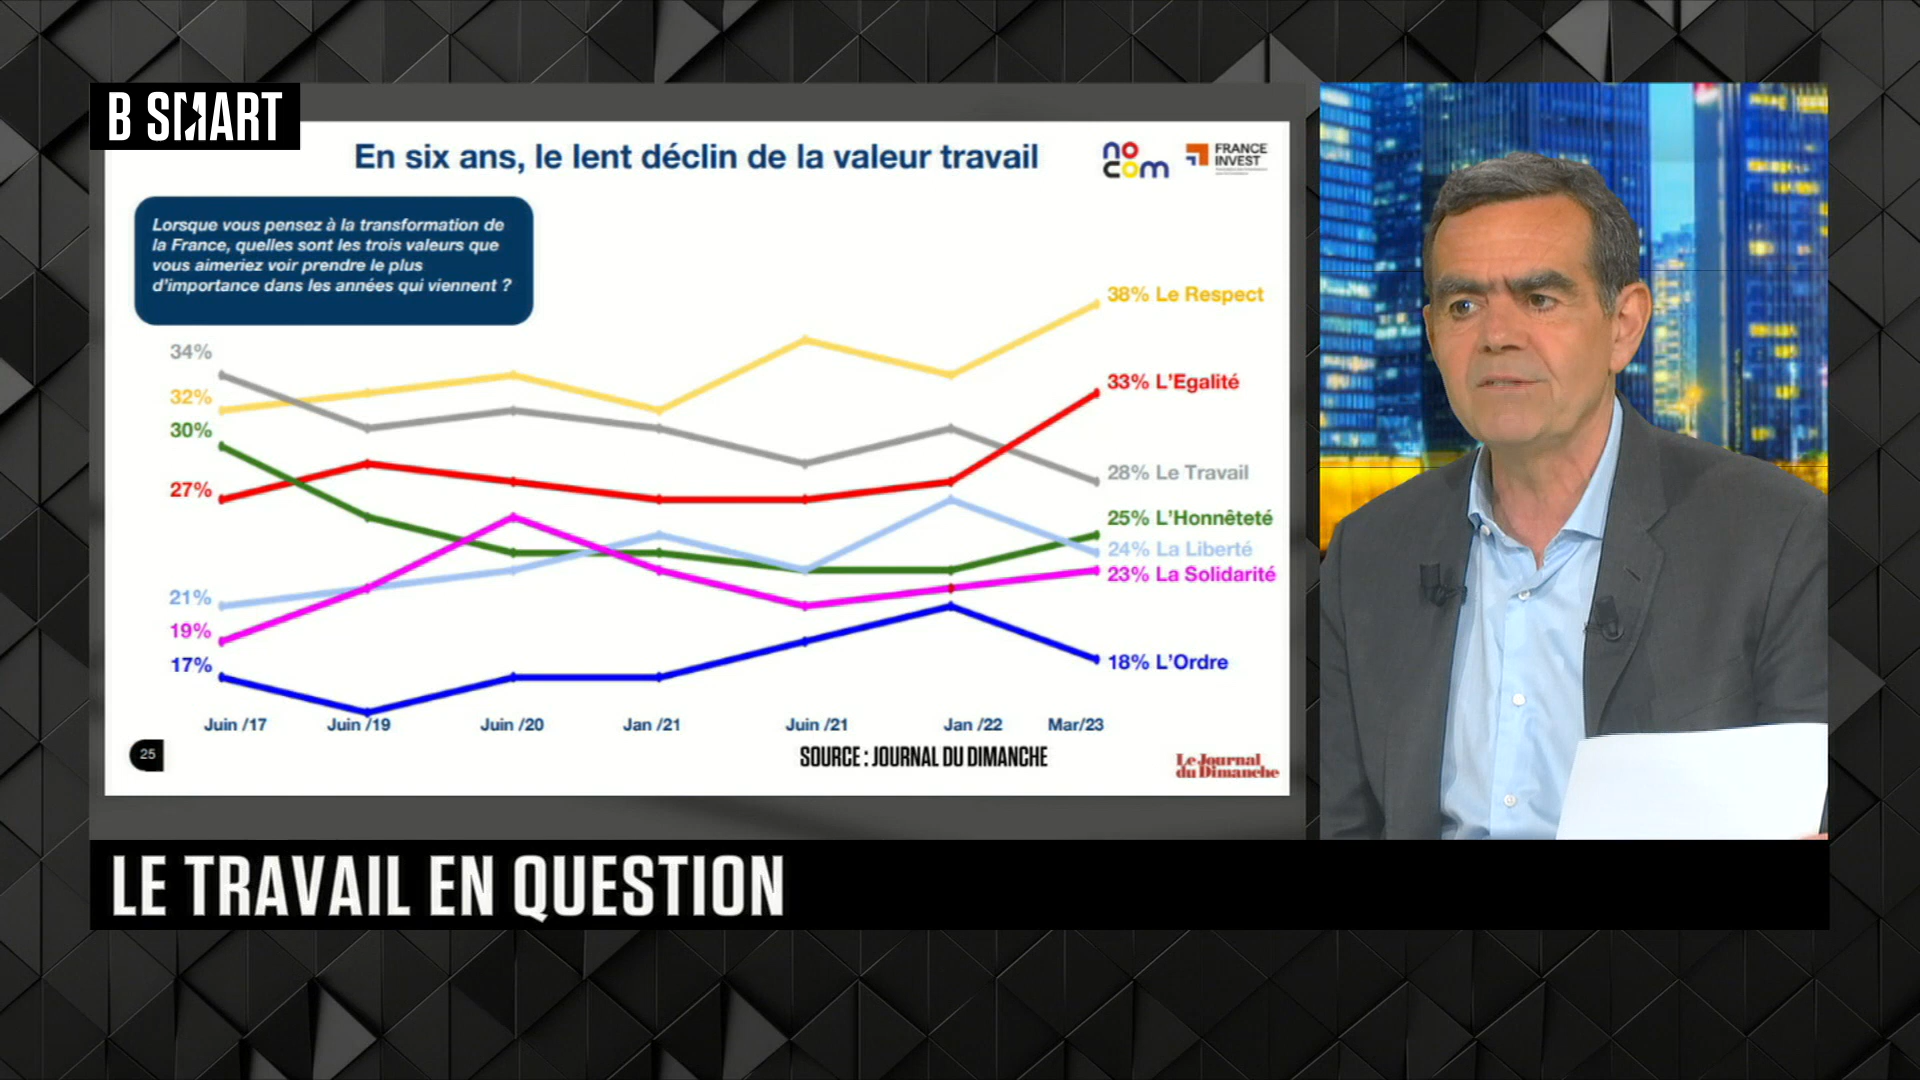 B SMART
En six ans, le lent déclin de la valeur travail
no
com
FRANCE
INVEST
Lorsque vous pensez à la transformation de
la France, quelles sont les trois valeurs que
vous aimeriez voir prendre le plus
d'importance dans les années qui viennent ?
38% Le Respect
34%
33% L'Egalité
32%
30%
28% Le Travail
27%
25% L'Honnêteté
24% La Liberté
23% La Solidarité
21%
19%
17%
18% L'Ordre
Juin /17 Juin /19 Juin /20 Jan /21 Juin /21 Jan /22 Mar/23
25
SOURCE : JOURNAL DU DIMANCHE
Le Journal
du Dimanche
LE TRAVAIL EN QUESTION